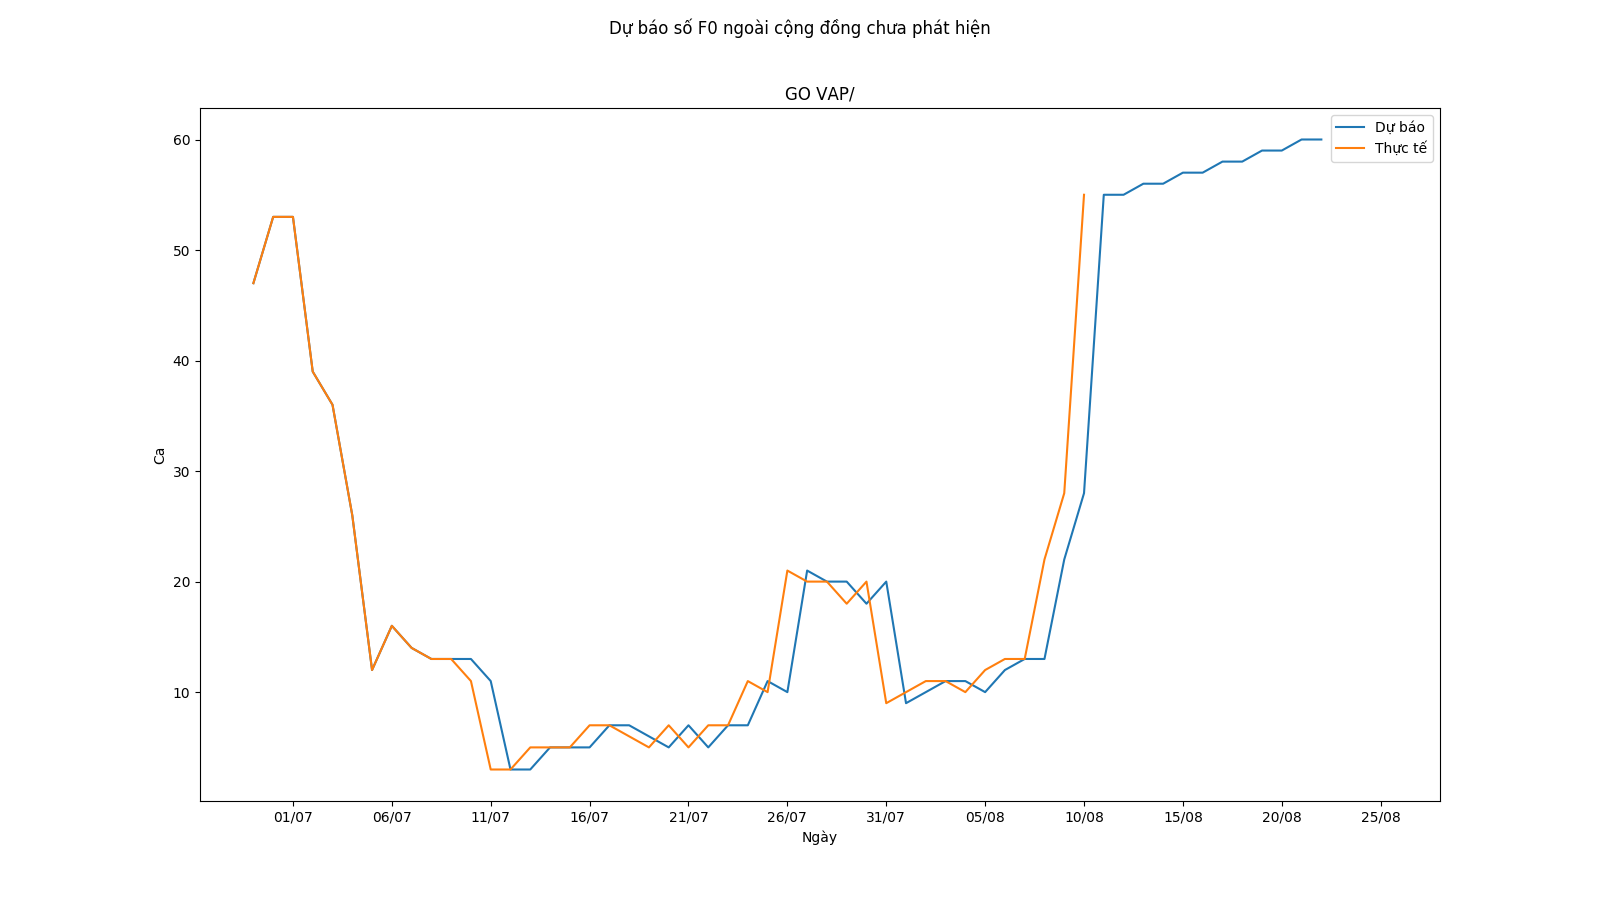 Dự báo số F0 ngoài cộng đồng chưa phát hiện
GO VAP/
Dự báo
Thực tế
60
50
40
30
20
10
Ca
01/07 06/07 11/07 16/07 21/07 26/07 31/07 05/08 10/08 15/08 20/08 25/08
Ngày